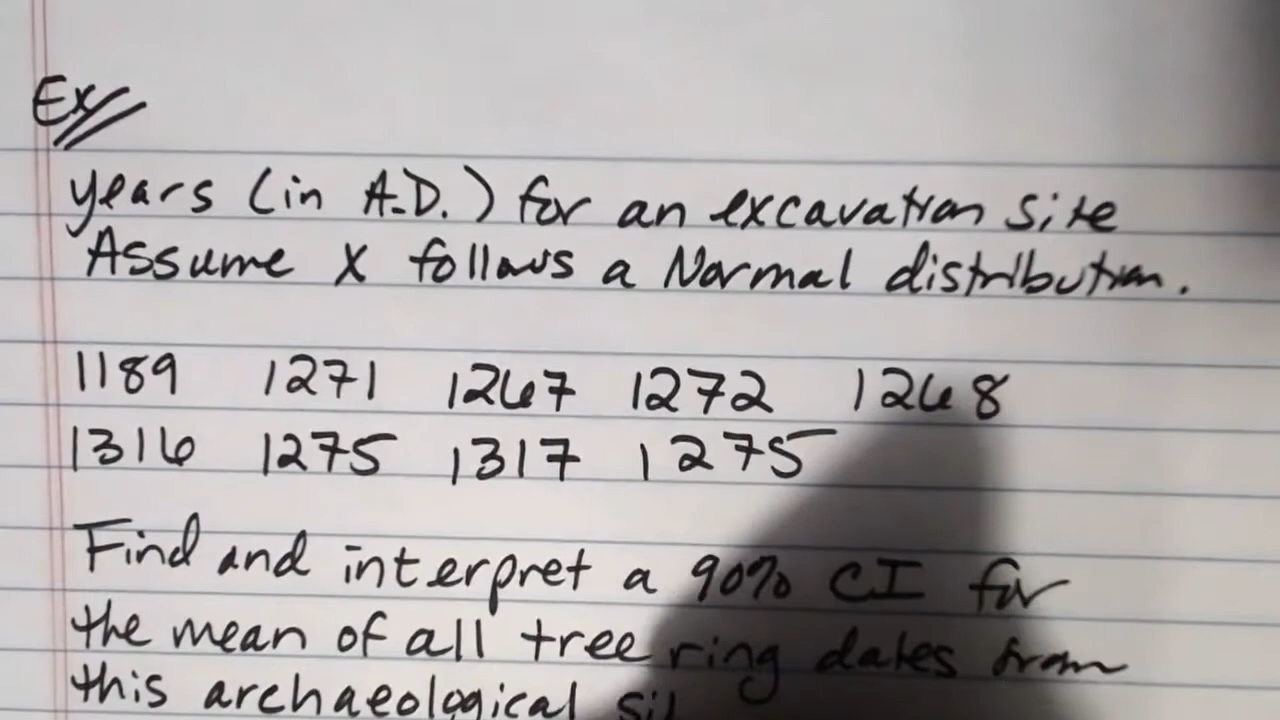 Ex
years (in A.D.) for an excavation site
Assume X follows a Normal distribution.
1189 1271 1267 1272 1268
1316 1275 1317 1275
Find and interpret a 90% CI for
the mean of all tree ring dates from
this archaeological